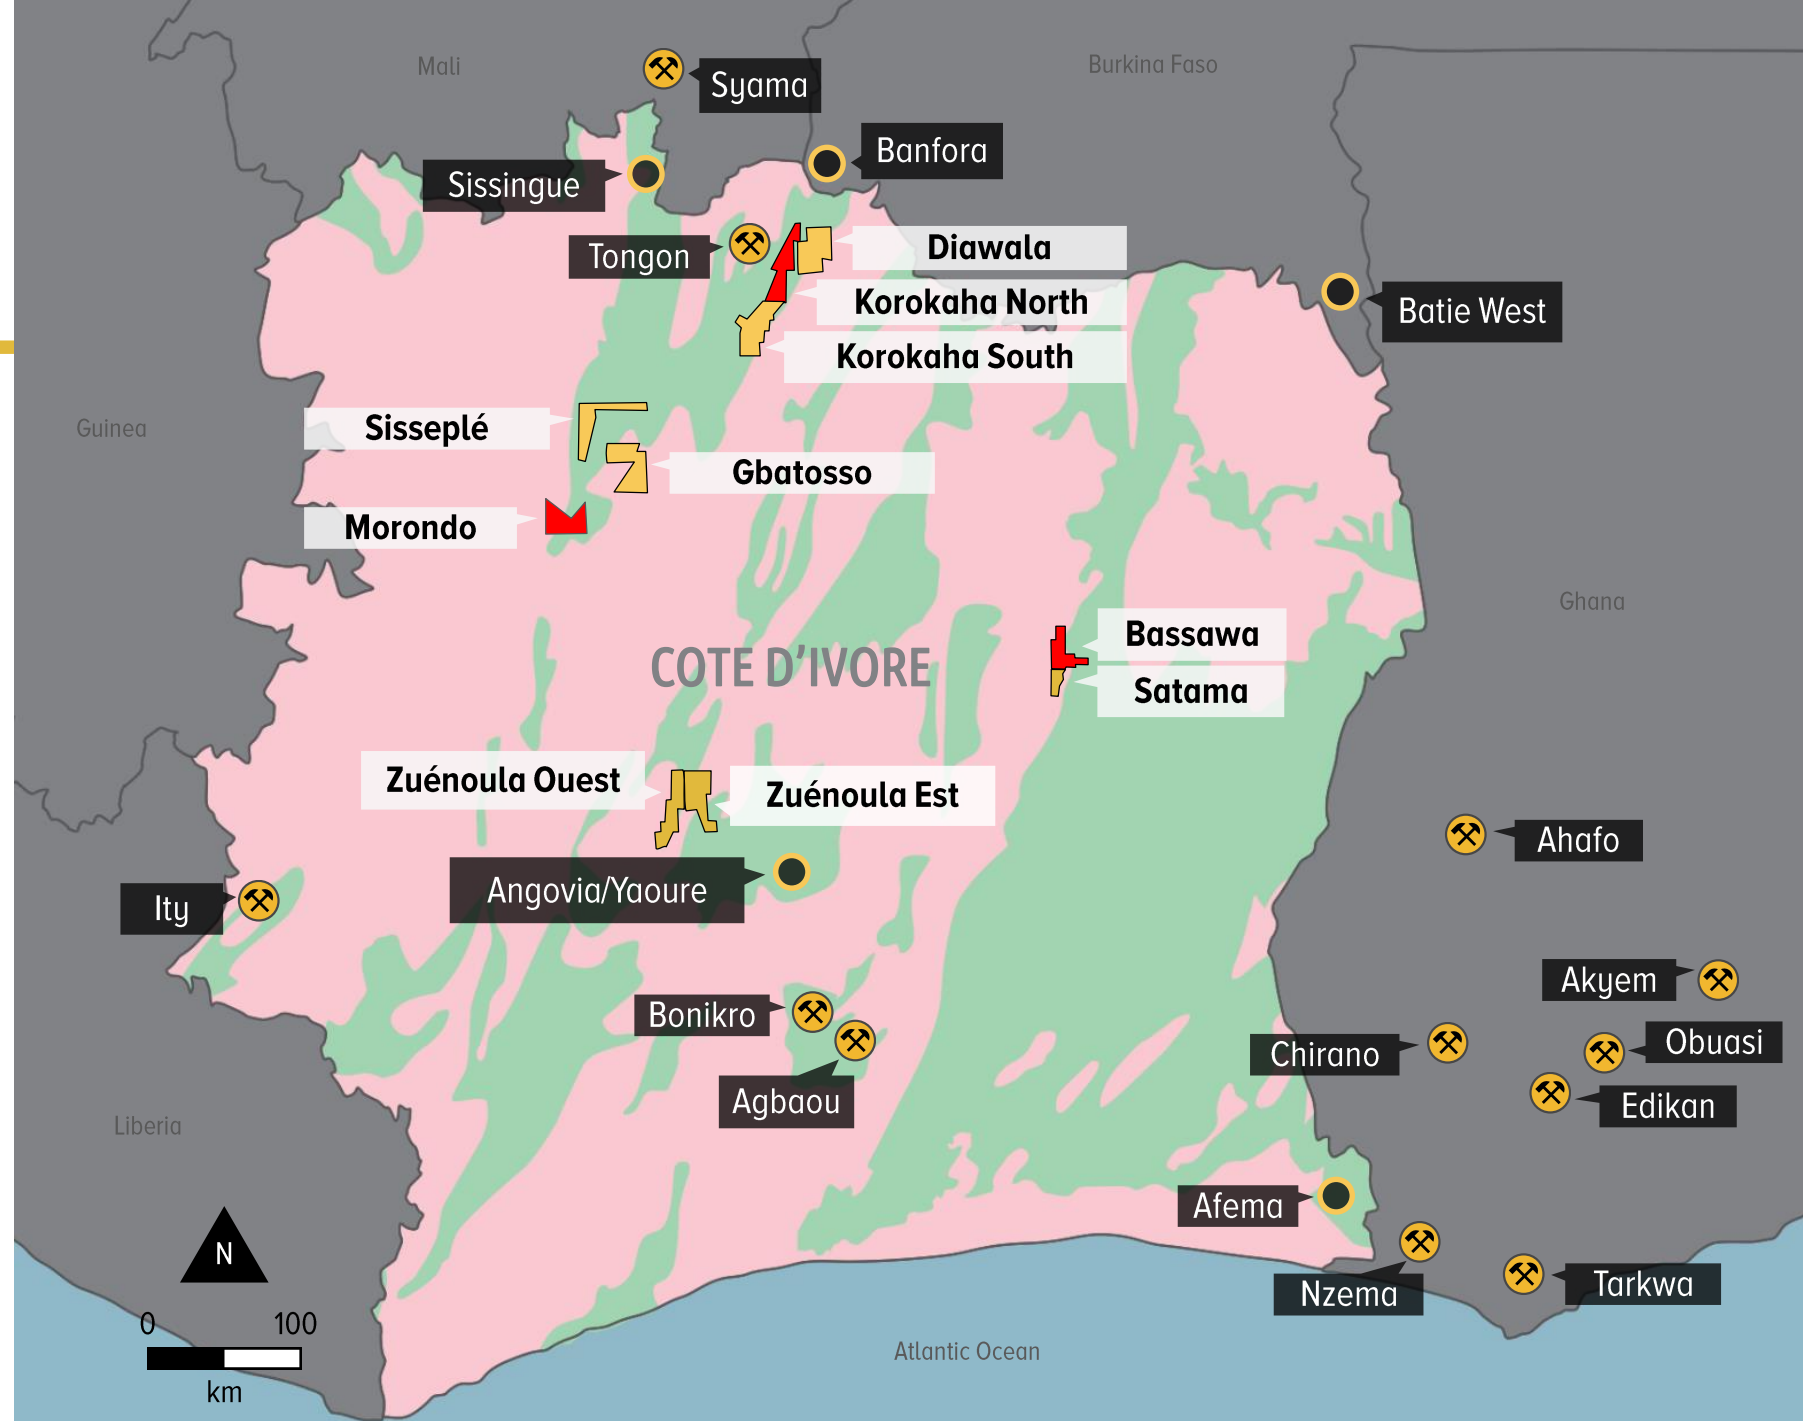 Mali
Burkina Faso
Syama
Banfora
Sissingue
Tongon
Diawala
Korokaha North
Batie West
Korokaha South
Guinea
Sisseplé
Gbatosso
Morondo
Ghana
Bassawa
COTE D'IVORE
Satama
Zuénoula Ouest
Zuénoula Est
Ahafo
Angovia/Yaoure
Ity
Akyem
Bonikro
Obuasi
Chirano
Agbaou
Edikan
Liberia
Afema
N
Nzema
Tarkwa
0 100
km
Atlantic Ocean